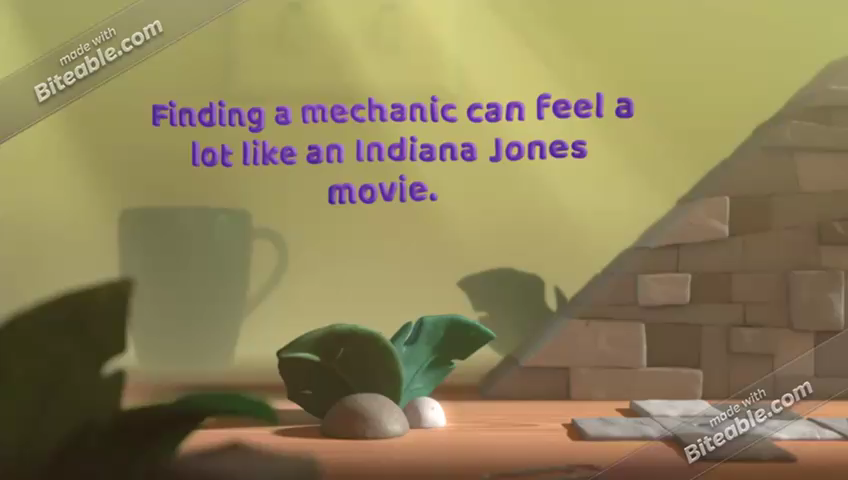 made with
Biteable.com
Finding a mechanic can feel a
lot like an Indiana Jones
movie.
made with
Biteable.com